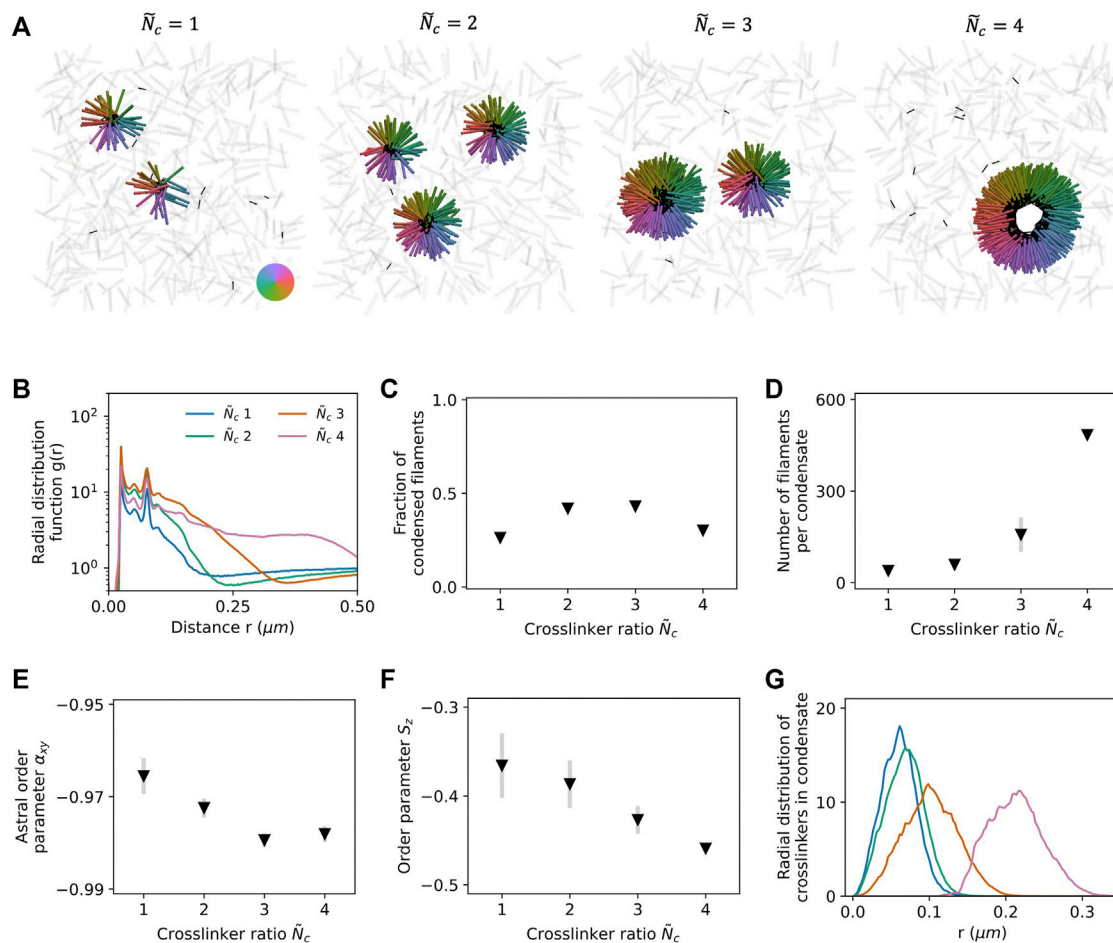 A
Ñc = 1
Ñc = 2
Ñc = 3
Ñc = 4
B
Radial distribution
function g(r)
10²
10¹
10⁰
Ñc 1
Ñc 2
Ñc 3
Ñc 4
0.00
0.25
0.50
Distance r (μm)
C
Fraction of
condensed filaments
1.0
0.5
0.0
1
2
3
4
Crosslinker ratio Ñc
D
Number of filaments
per condensate
600
300
0
1
2
3
4
Crosslinker ratio Ñc
E
Astral order
parameter αxy
−0.95
−0.97
−0.99
1
2
3
4
Crosslinker ratio Ñc
F
Order parameter Sz
−0.3
−0.4
−0.5
1
2
3
4
Crosslinker ratio Ñc
G
Radial distribution of
crosslinkers in condensate
20
10
0
0.0
0.1
0.2
0.3
r (μm)